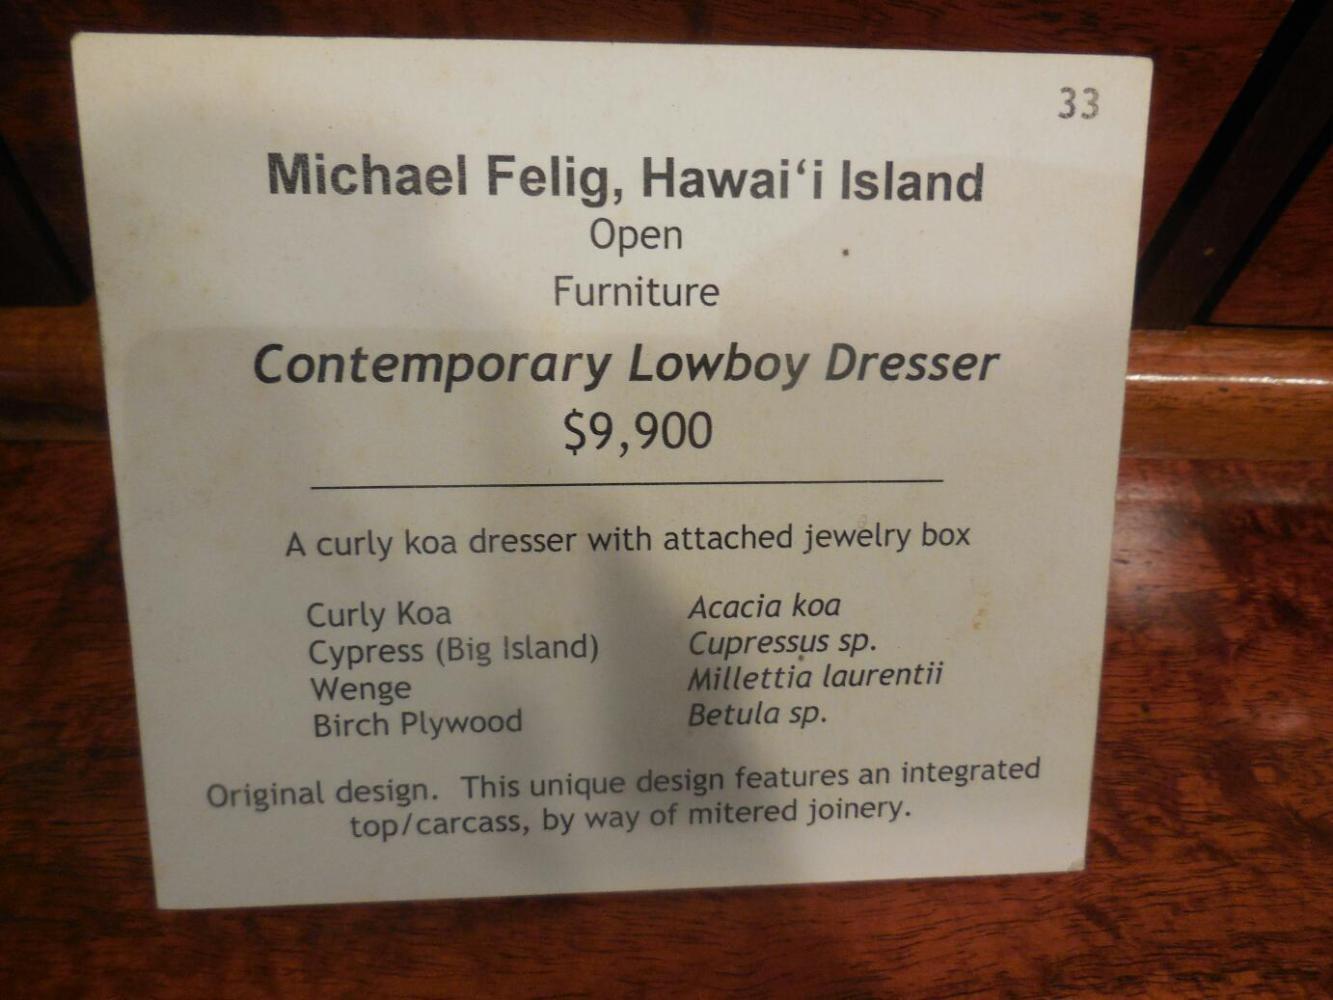 33
Michael Felig, Hawai‘i Island
Open
Furniture
Contemporary Lowboy Dresser
$9,900
A curly koa dresser with attached jewelry box
Curly Koa Acacia koa
Cypress (Big Island) Cupressus sp.
Wenge Millettia laurentii
Birch Plywood Betula sp.
Original design. This unique design features an integrated
top/carcass, by way of mitered joinery.